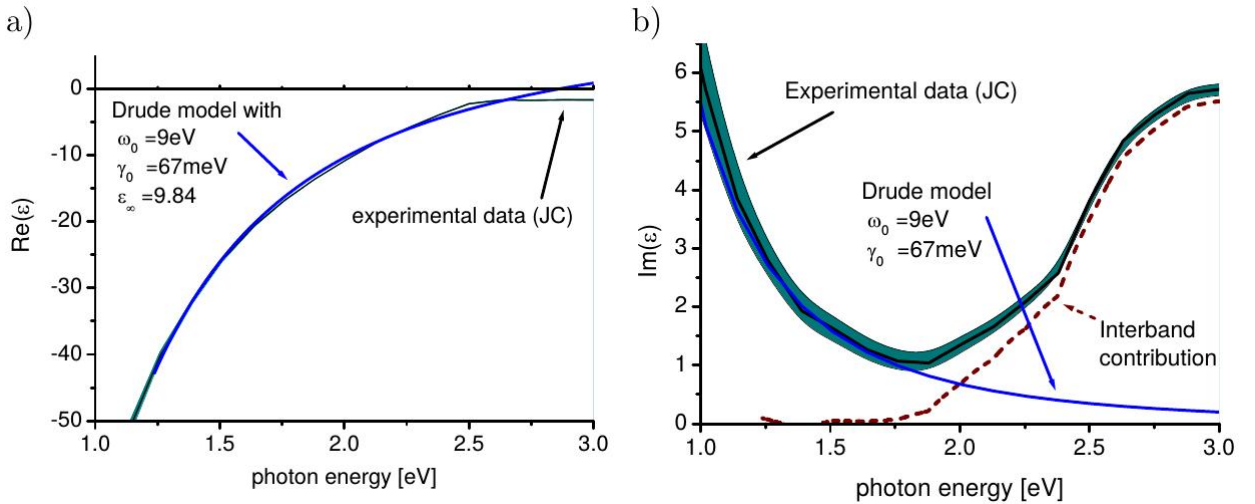 a)
Re(ε)
0
-10
-20
-30
-40
-50
1.0
1.5
2.0
2.5
3.0
photon energy [eV]
Drude model with
ω₀ =9eV
γ₀ =67meV
ε∞ =9.84
experimental data (JC)
b)
Im(ε)
6
5
4
3
2
1
0
1.0
1.5
2.0
2.5
3.0
photon energy [eV]
Experimental data (JC)
Drude model
ω₀ =9eV
γ₀ =67meV
Interband
contribution